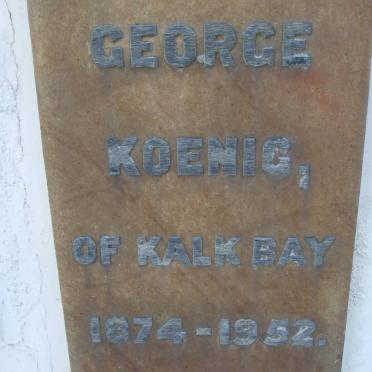 GEORGE
KOENIG,
OF KALK BAY
1874-1952.